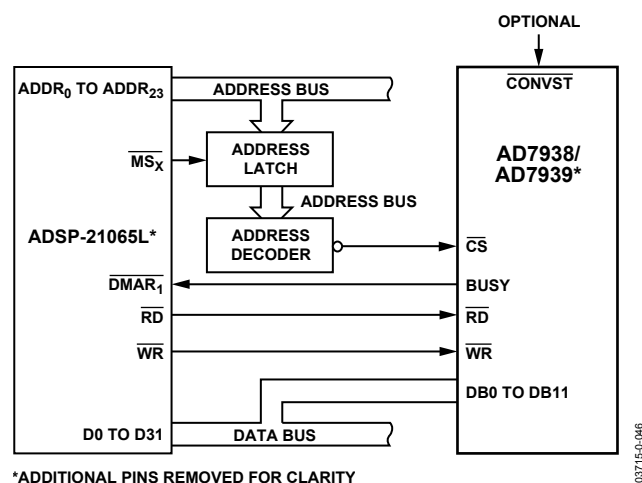 OPTIONAL
ADDR0 TO ADDR23
ADDRESS BUS
CONVST
MSX
ADDRESS
LATCH
AD7938/
AD7939*
ADDRESS BUS
ADSP-21065L*
ADDRESS
DECODER
CS
DMAR1
BUSY
RD
RD
WR
WR
DB0 TO DB11
D0 TO D31
DATA BUS
*ADDITIONAL PINS REMOVED FOR CLARITY
03715-0-046